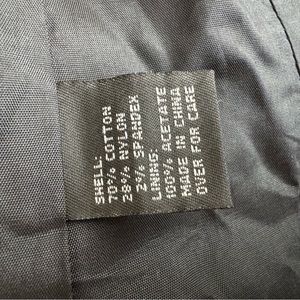 SHELL:
70% COTTON
28% NYLON
2% SPANDEX
LINING:
100% ACETATE
MADE IN CHINA
OVER FOR CARE